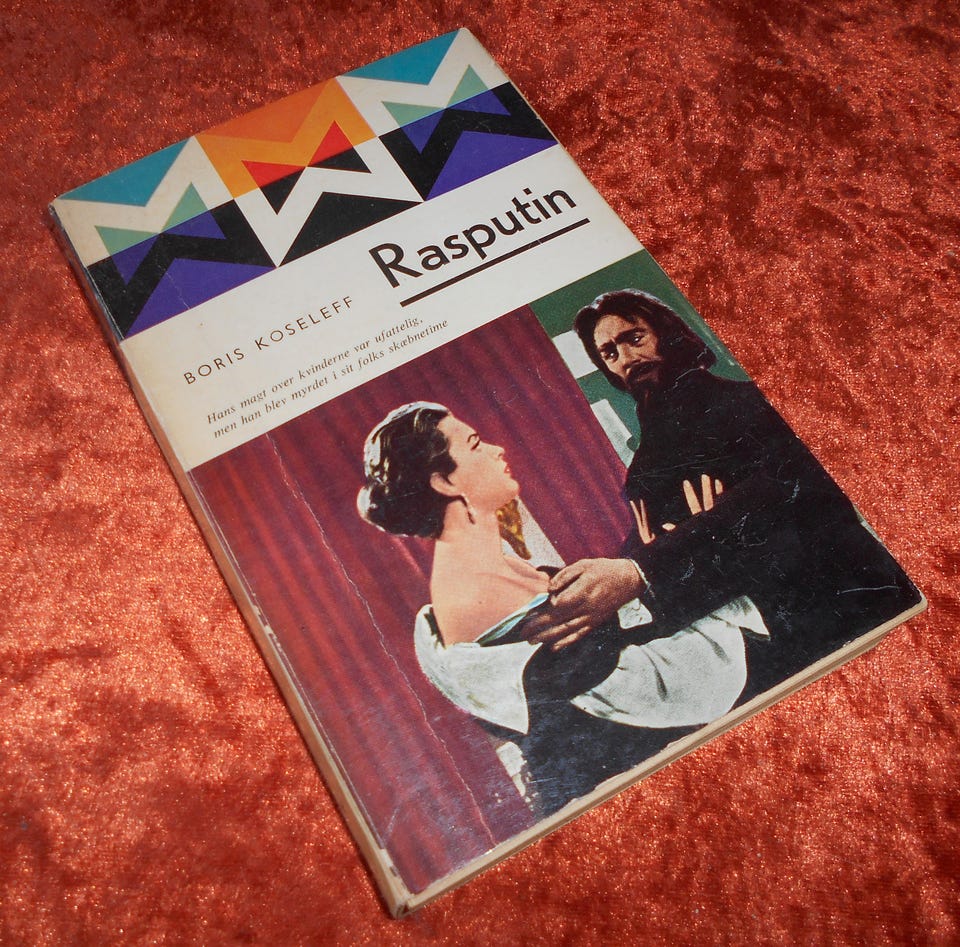 Rasputin
BORIS KOSELEFF
Hans magt over kvinderne var ufattelig,
men han blev myrdet i sit folks skæbnetime